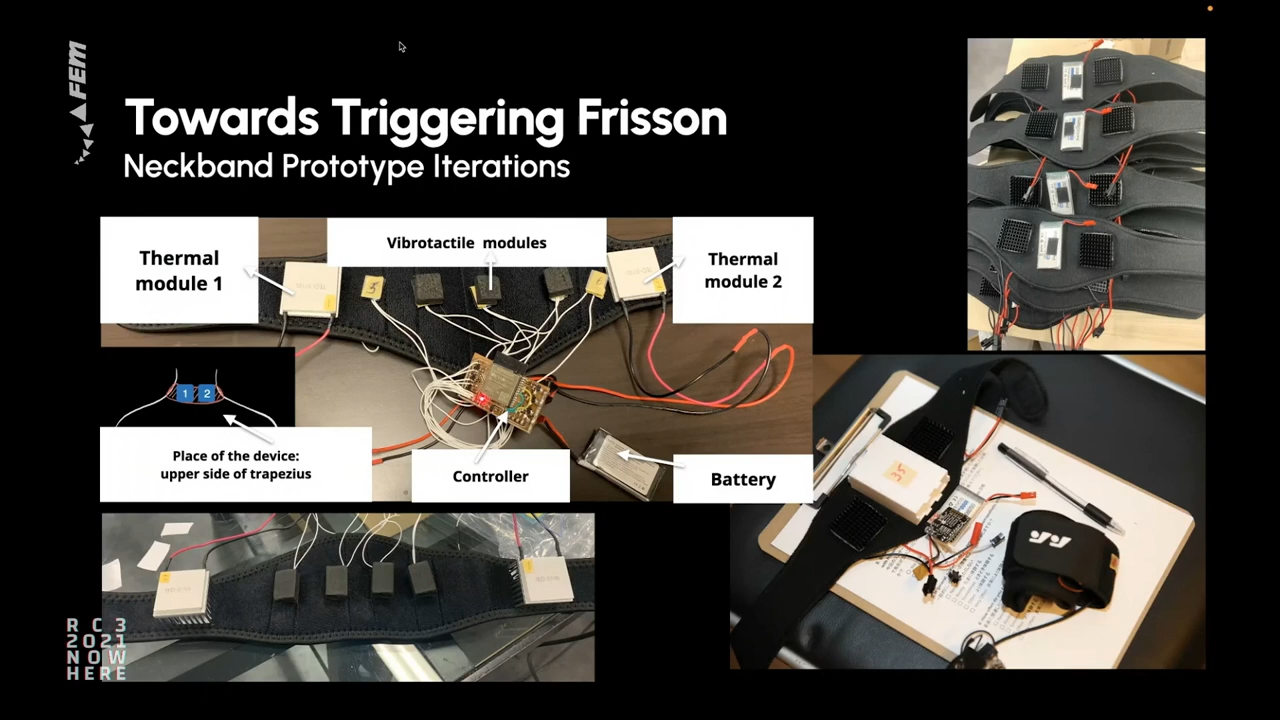 FEM
Towards Triggering Frisson
Neckband Prototype Iterations
Thermal
module 1
Vibrotactile modules
Thermal
module 2
1 2
Place of the device:
upper side of trapezius
Controller
Battery
35
RC3
2021
NOW
HERE